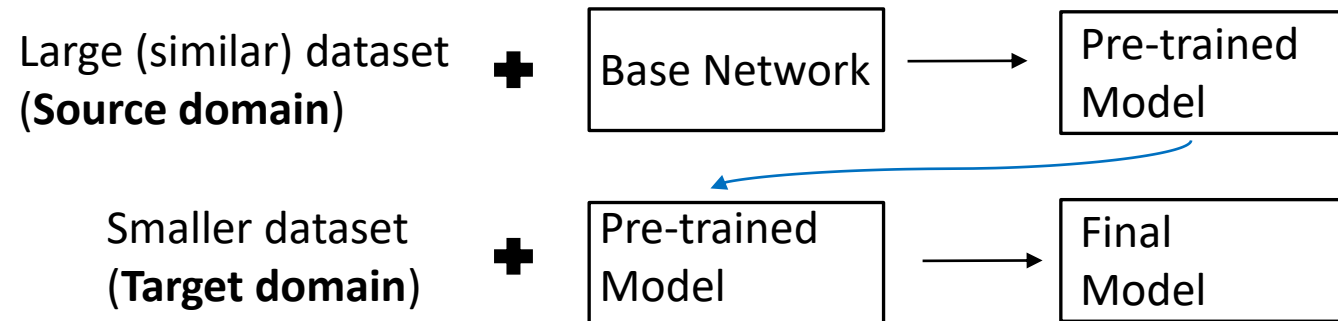 Large (similar) dataset
(Source domain)
Base Network
Pre-trained
Model
Smaller dataset
(Target domain)
Pre-trained
Model
Final
Model